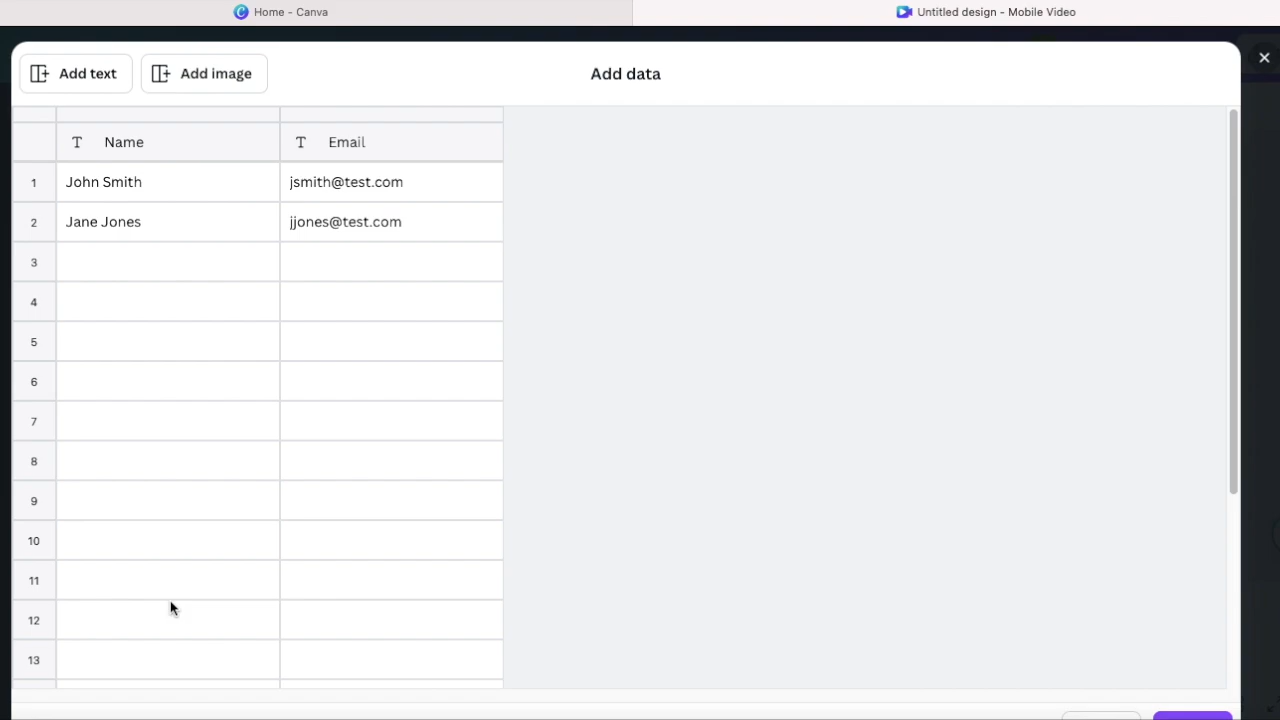 Home - Canva
Untitled design - Mobile Video
Add text
Add image
Add data
Name
Email
1
John Smith
jsmith@test.com
2
Jane Jones
jjones@test.com
3
4
5
6
7
8
9
10
11
12
13